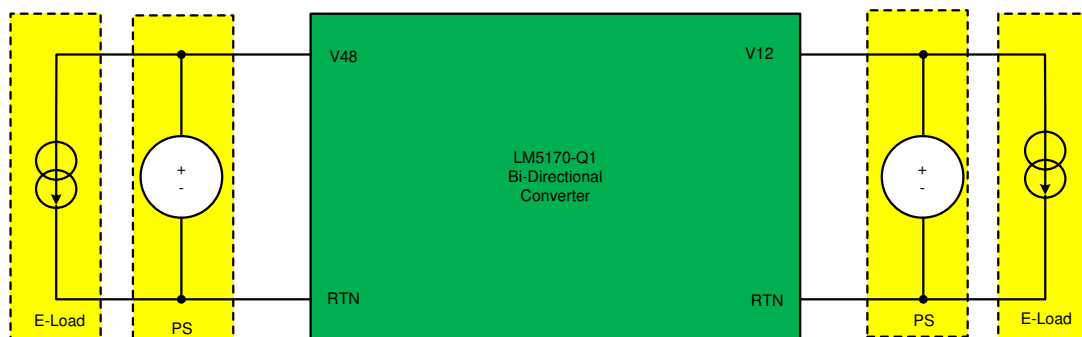 V48
V12
+
-
LM5170-Q1
Bi-Directional
Converter
+
-
RTN
RTN
E-Load
PS
PS
E-Load